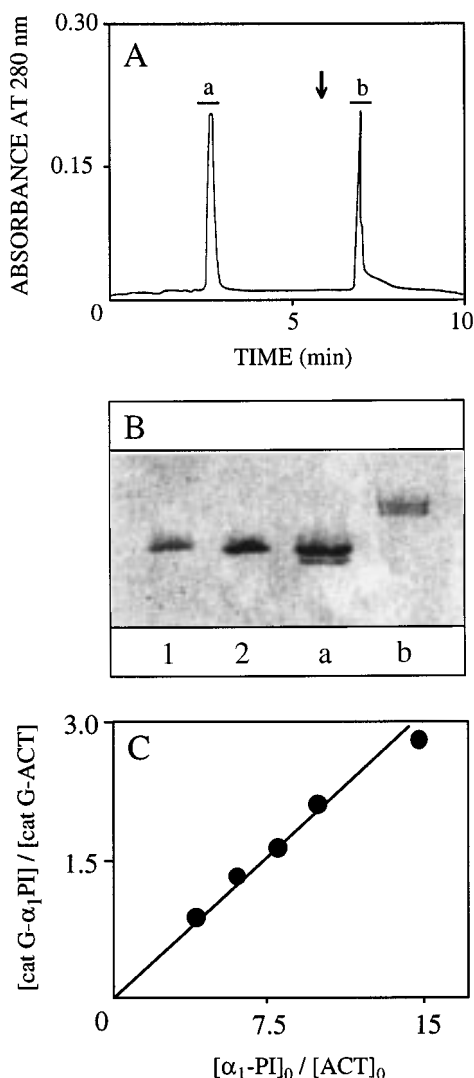 A
ABSORBANCE AT 280 nm
0.30
0.15
0
a
b
5
10
TIME (min)
B
1 2 a b
C
[cat G-α₁PI] / [cat G-ACT]
3.0
1.5
0
7.5
15
[α₁-PI]₀ / [ACT]₀